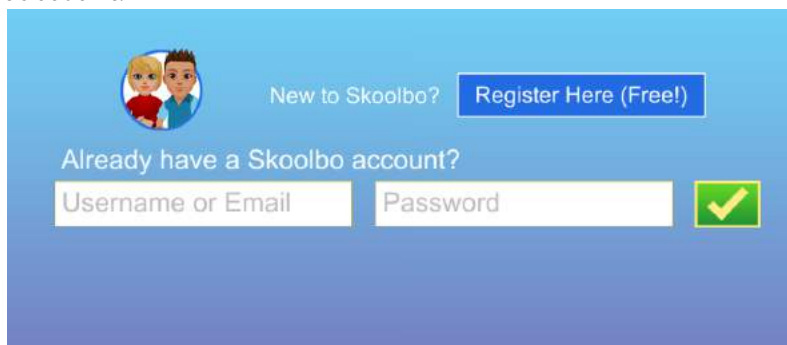 New to Skoolbo? Register Here (Free!)
Already have a Skoolbo account?
Username or Email Password